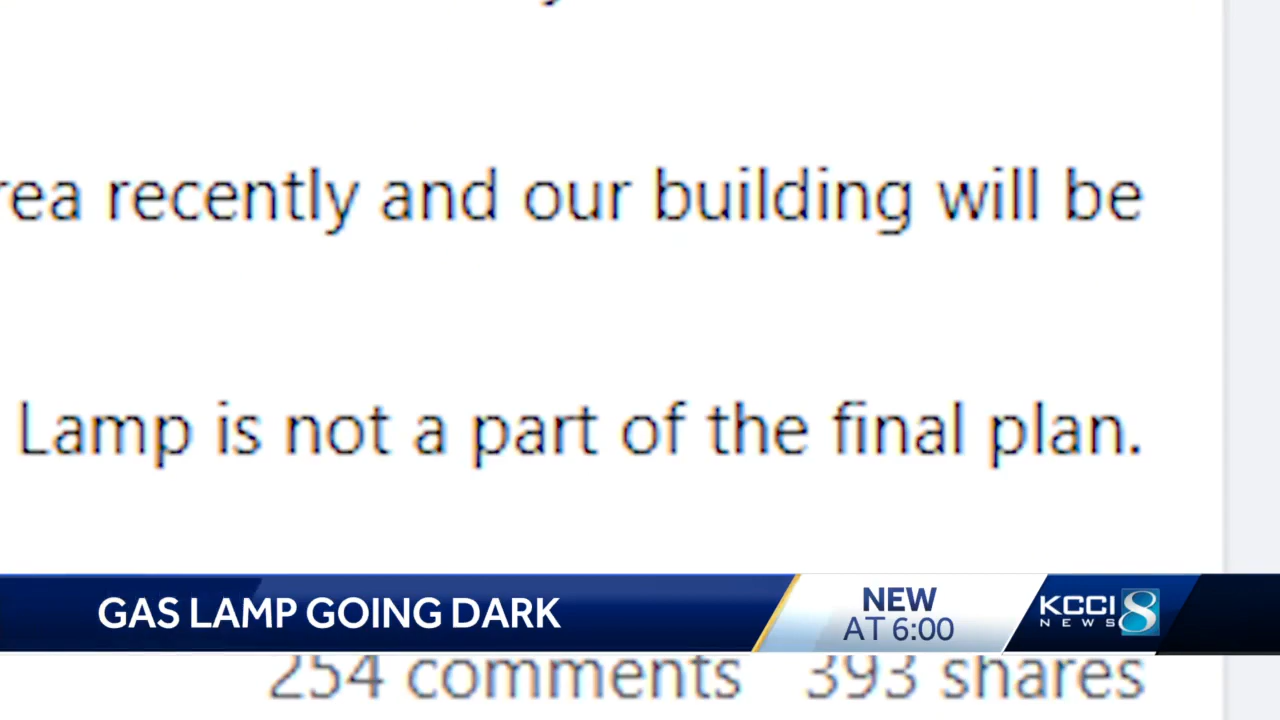 recently and our building will be
Lamp is not a part of the final plan.
GAS LAMP GOING DARK
NEW
AT 6:00
KCCI 8
NEWS
254 comments 393 shares